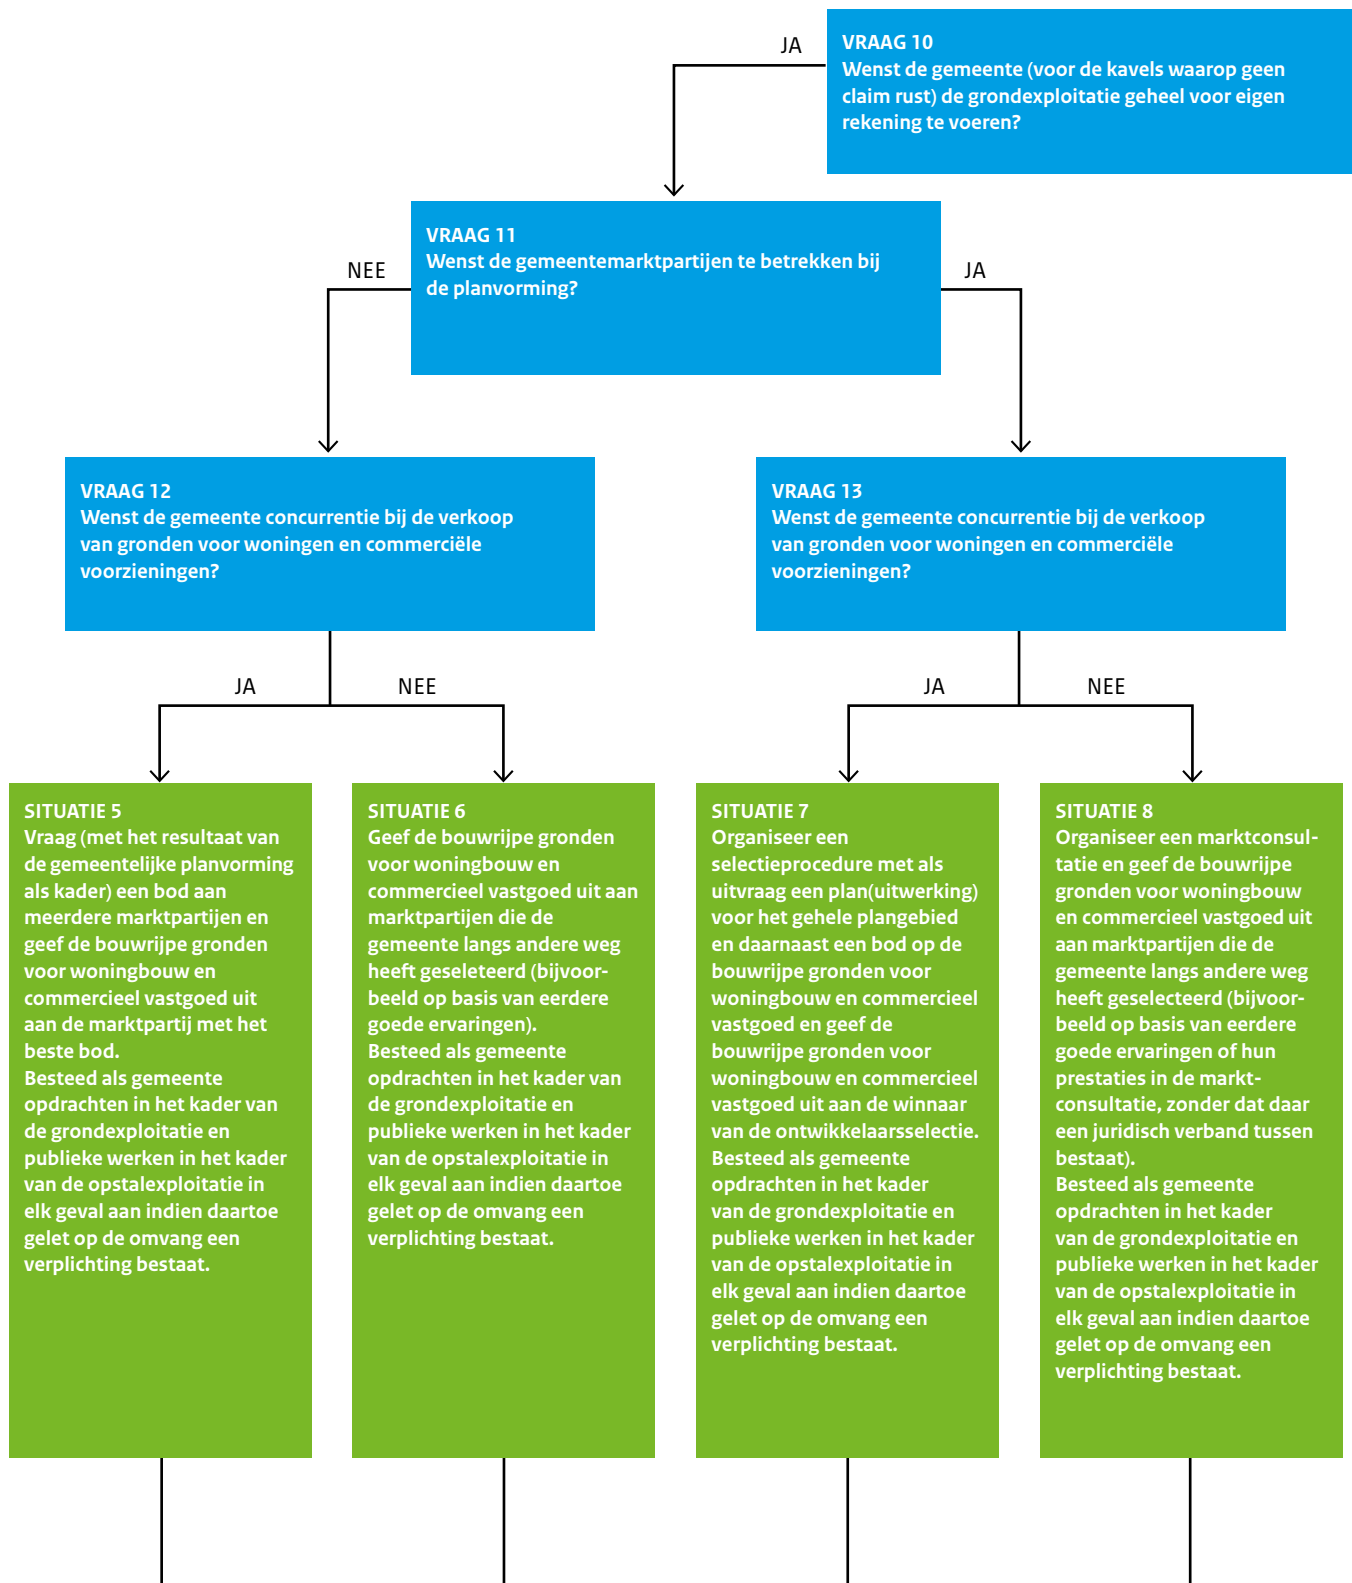 JA
VRAAG 10
Wenst de gemeente (voor de kavels waarop geen
claim rust) de grondexploitatie geheel voor eigen
rekening te voeren?
VRAAG 11
Wenst de gemeentemarktpartijen te betrekken bij
de planvorming?
NEE
JA
VRAAG 12
Wenst de gemeente concurrentie bij de verkoop
van gronden voor woningen en commerciële
voorzieningen?
VRAAG 13
Wenst de gemeente concurrentie bij de verkoop
van gronden voor woningen en commerciële
voorzieningen?
JA
NEE
JA
NEE
SITUATIE 5
Vraag (met het resultaat van
de gemeentelijke planvorming
als kader) een bod aan
meerdere marktpartijen en
geef de bouwrijpe gronden
voor woningbouw en
commercieel vastgoed uit
aan de marktpartij met het
beste bod.
Besteed als gemeente
opdrachten in het kader van
de grondexploitatie en
publieke werken in het kader
van de opstalexploitatie in
elk geval aan indien daartoe
gelet op de omvang een
verplichting bestaat.
SITUATIE 6
Geef de bouwrijpe gronden
voor woningbouw en
commercieel vastgoed uit aan
marktpartijen die de
gemeente langs andere weg
heeft geseleteerd (bijvoor-
beeld op basis van eerdere
goede ervaringen).
Besteed als gemeente
opdrachten in het kader van
de grondexploitatie en
publieke werken in het kader
van de opstalexploitatie in
elk geval aan indien daartoe
gelet op de omvang een
verplichting bestaat.
SITUATIE 7
Organiseer een
selectieprocedure met als
uitvraag een plan(uitwerking)
voor het gehele plangebied
en daarnaast een bod op de
bouwrijpe gronden voor
woningbouw en commercieel
vastgoed en geef de
bouwrijpe gronden voor
woningbouw en commercieel
vastgoed uit aan de winnaar
van de ontwikkelaarsselectie.
Besteed als gemeente
opdrachten in het kader
van de grondexploitatie en
publieke werken in het kader
van de opstalexploitatie in
elk geval aan indien daartoe
gelet op de omvang een
verplichting bestaat.
SITUATIE 8
Organiseer een marktconsul-
tatie en geef de bouwrijpe
gronden voor woningbouw
en commercieel vastgoed uit
aan marktpartijen die de
gemeente langs andere weg
heeft geselecteerd (bijvoor-
beeld op basis van eerdere
goede ervaringen of hun
prestaties in de markt-
consultatie, zonder dat daar
een juridisch verband tussen
bestaat).
Besteed als gemeente
opdrachten in het kader
van de grondexploitatie en
publieke werken in het kader
van de opstalexploitatie in
elk geval aan indien daartoe
gelet op de omvang een
verplichting bestaat.